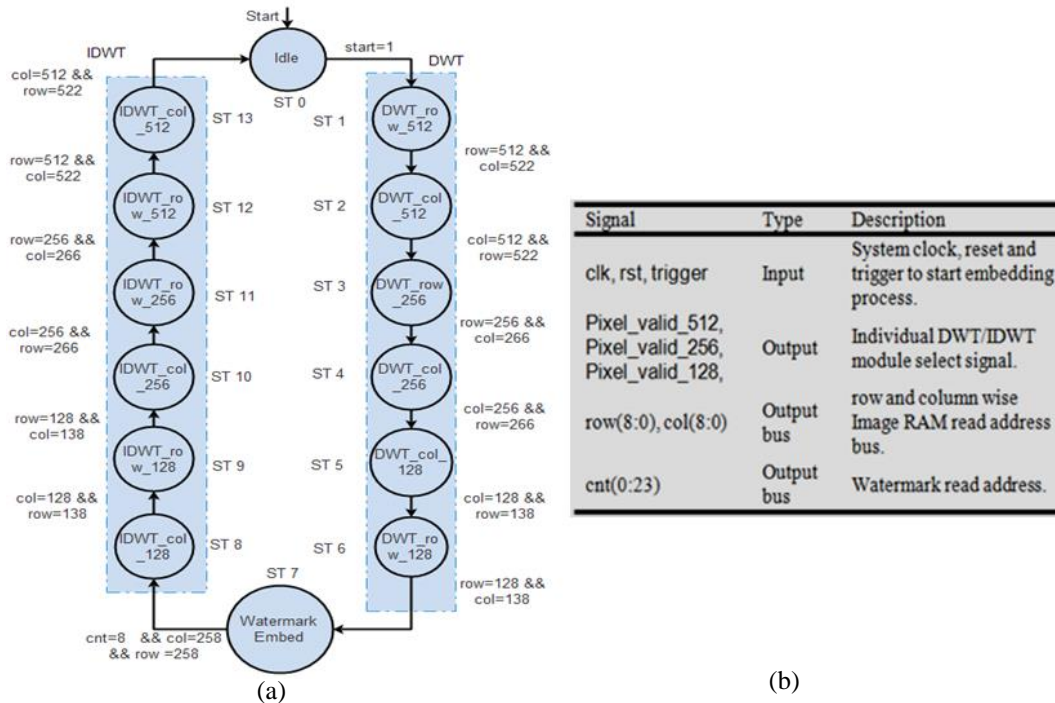 Start
IDWT
Idle
start=1
DWT
ST 0
col=512 &&
row=522
IDWT_col
_512
ST 13
ST 1
DWT_ro
w_512
row=512 &&
col=522
row=512 &&
col=522
IDWT_ro
w_512
ST 12
ST 2
DWT_col
_512
col=512 &&
row=522
row=256 &&
col=266
IDWT_ro
w_256
ST 11
ST 3
DWT_row
_256
row=256 &&
col=266
col=256 &&
row=266
IDWT_col
_256
ST 10
ST 4
DWT_col
_256
col=256 &&
row=266
row=128 &&
col=138
IDWT_ro
w_128
ST 9
ST 5
DWT_col_
128
col=128 &&
row=138
col=128 &&
row=138
IDWT_col
_128
ST 8
ST 6
DWT_ro
w_128
row=128 &&
col=138
ST 7
Watermark
Embed
cnt=8 && col=258
&& row =258
(a)
Signal Type Description
clk, rst, trigger Input System clock, reset and
trigger to start embedding
process.
Pixel_valid_512,
Pixel_valid_256,
Pixel_valid_128,
Output Individual DWT/IDWT
module select signal.
row(8:0), col(8:0) Output
bus
row and column wise
Image RAM read address
bus.
cnt(0:23) Output
bus
Watermark read address.
(b)